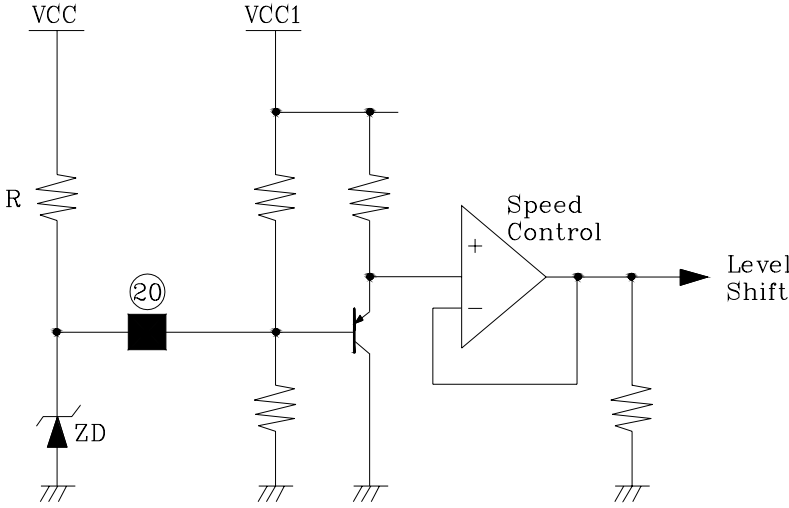 VCC
VCC1
R
Speed
Control
+
Level
Shift
20
−
ZD